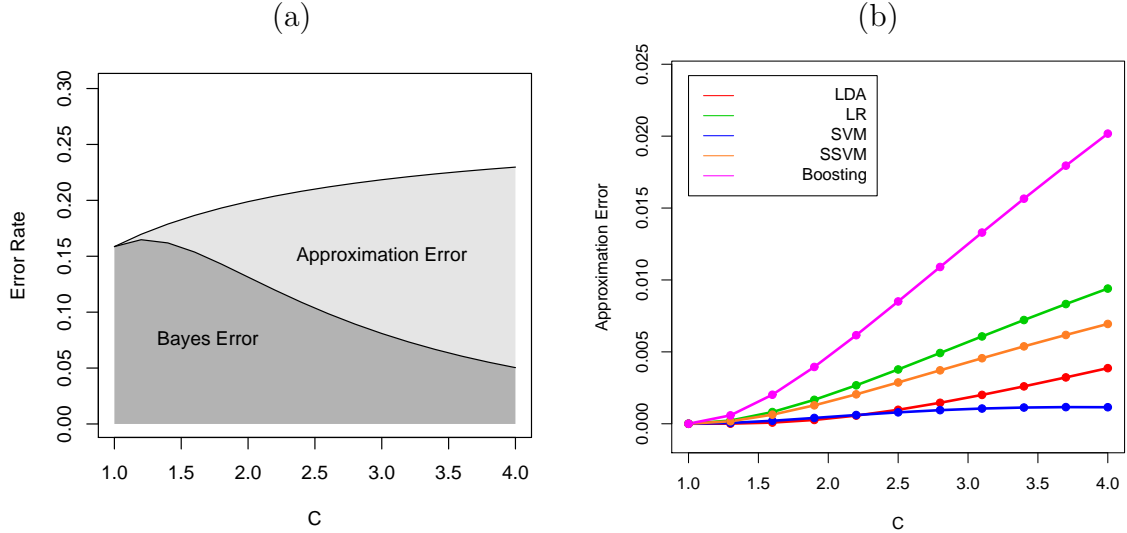 (a)
Error Rate
0.00 0.05 0.10 0.15 0.20 0.25 0.30
Approximation Error
Bayes Error
1.0 1.5 2.0 2.5 3.0 3.5 4.0
C
(b)
Approximation Error
0.000 0.005 0.010 0.015 0.020 0.025
LDA
LR
SVM
SSVM
Boosting
1.0 1.5 2.0 2.5 3.0 3.5 4.0
C